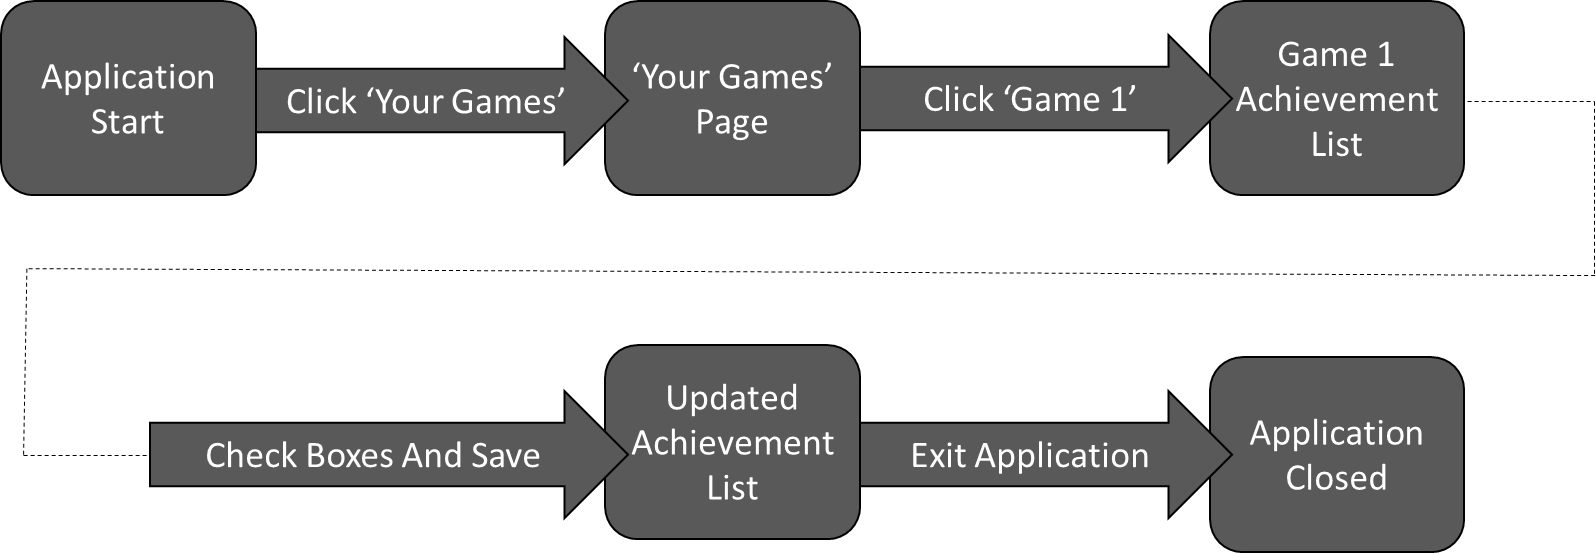 Application
Start
Click ‘Your Games’
‘Your Games’
Page
Click ‘Game 1’
Game 1
Achievement
List
Check Boxes And Save
Updated
Achievement
List
Exit Application
Application
Closed